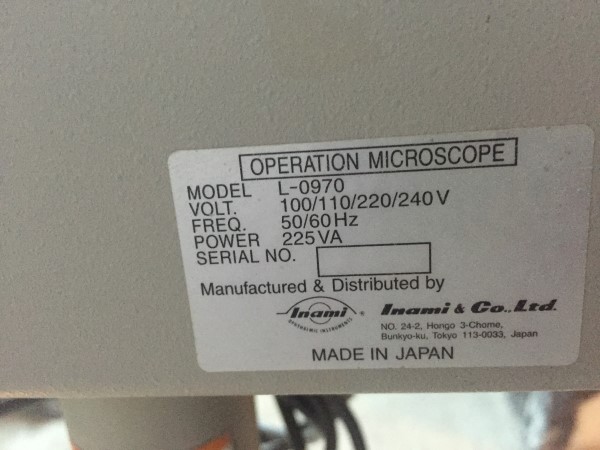 OPERATION MICROSCOPE
MODEL L-0970
VOLT. 100/110/220/240V
FREQ. 50/60Hz
POWER 225VA
SERIAL NO.
Manufactured & Distributed by
Inami ® Inami & Co., Ltd.
OPHTHALMIC INSTRUMENTS
NO. 24-2, Hongo 3-Chome,
Bunkyo-ku, Tokyo 113-0033, Japan
MADE IN JAPAN